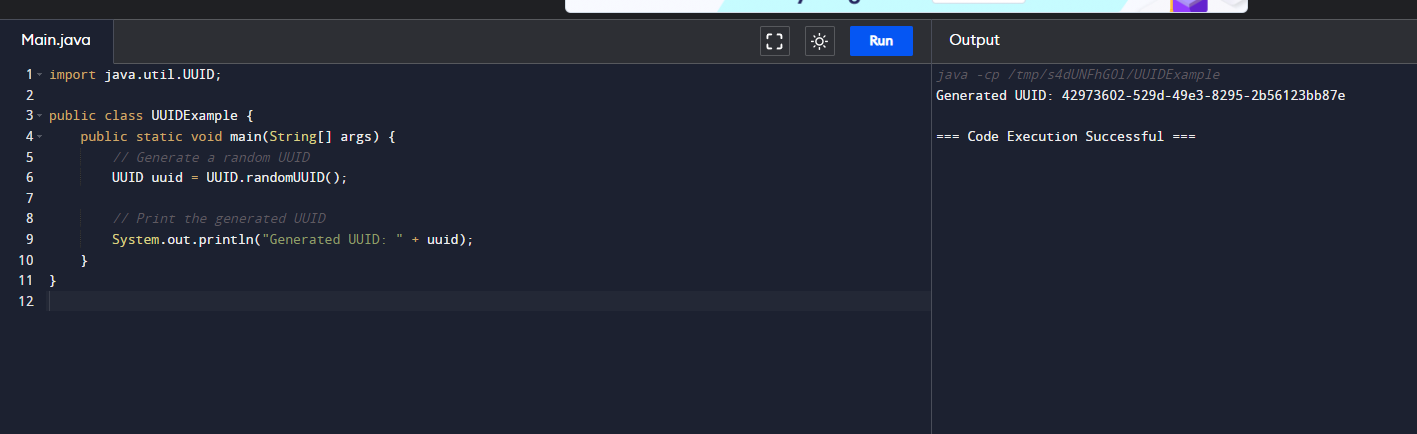 Main.java
Run
Output
1 import java.util.UUID;
2
3 public class UUIDExample {
4 public static void main(String[] args) {
5 // Generate a random UUID
6 UUID uuid = UUID.randomUUID();
7
8 // Print the generated UUID
9 System.out.println("Generated UUID: " + uuid);
10 }
11 }
12
java -cp /tmp/s4dUNFhGOl/UUIDExample
Generated UUID: 42973602-529d-49e3-8295-2b56123bb87e
=== Code Execution Successful ===